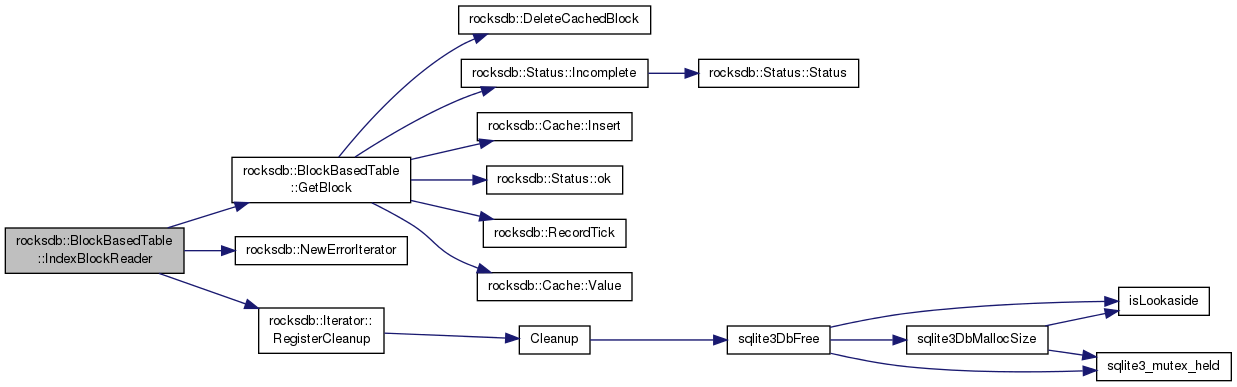 rocksdb::DeleteCachedBlock
rocksdb::Status::Incomplete
rocksdb::Status::Status
rocksdb::Cache::Insert
rocksdb::BlockBasedTable
::GetBlock
rocksdb::Status::ok
rocksdb::RecordTick
rocksdb::BlockBasedTable
::IndexBlockReader
rocksdb::NewErrorIterator
rocksdb::Cache::Value
rocksdb::Iterator::
RegisterCleanup
Cleanup
sqlite3DbFree
isLookaside
sqlite3DbMallocSize
sqlite3_mutex_held